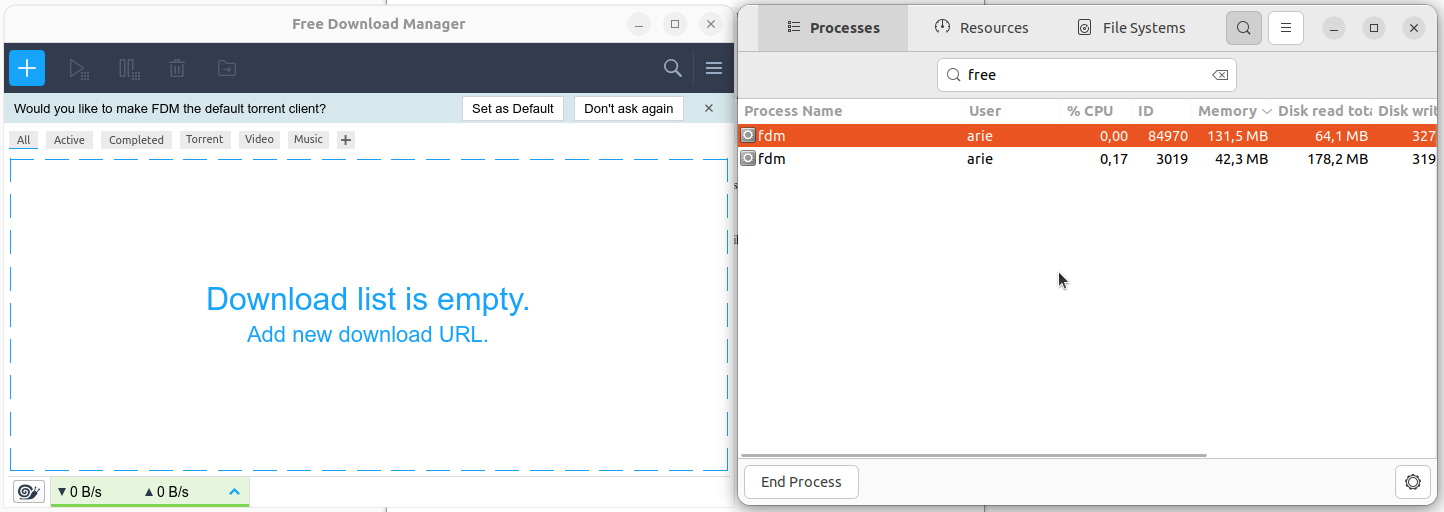 Free Download Manager
Would you like to make FDM the default torrent client?
Set as Default
Don't ask again
All
Active
Completed
Torrent
Video
Music
Download list is empty.
Add new download URL.
0 B/s
0 B/s
Processes
Resources
File Systems
free
Process Name User % CPU ID Memory Disk read tota Disk writ
fdm arie 0,00 84970 131,5 MB 64,1 MB 327
fdm arie 0,17 3019 42,3 MB 178,2 MB 319
End Process